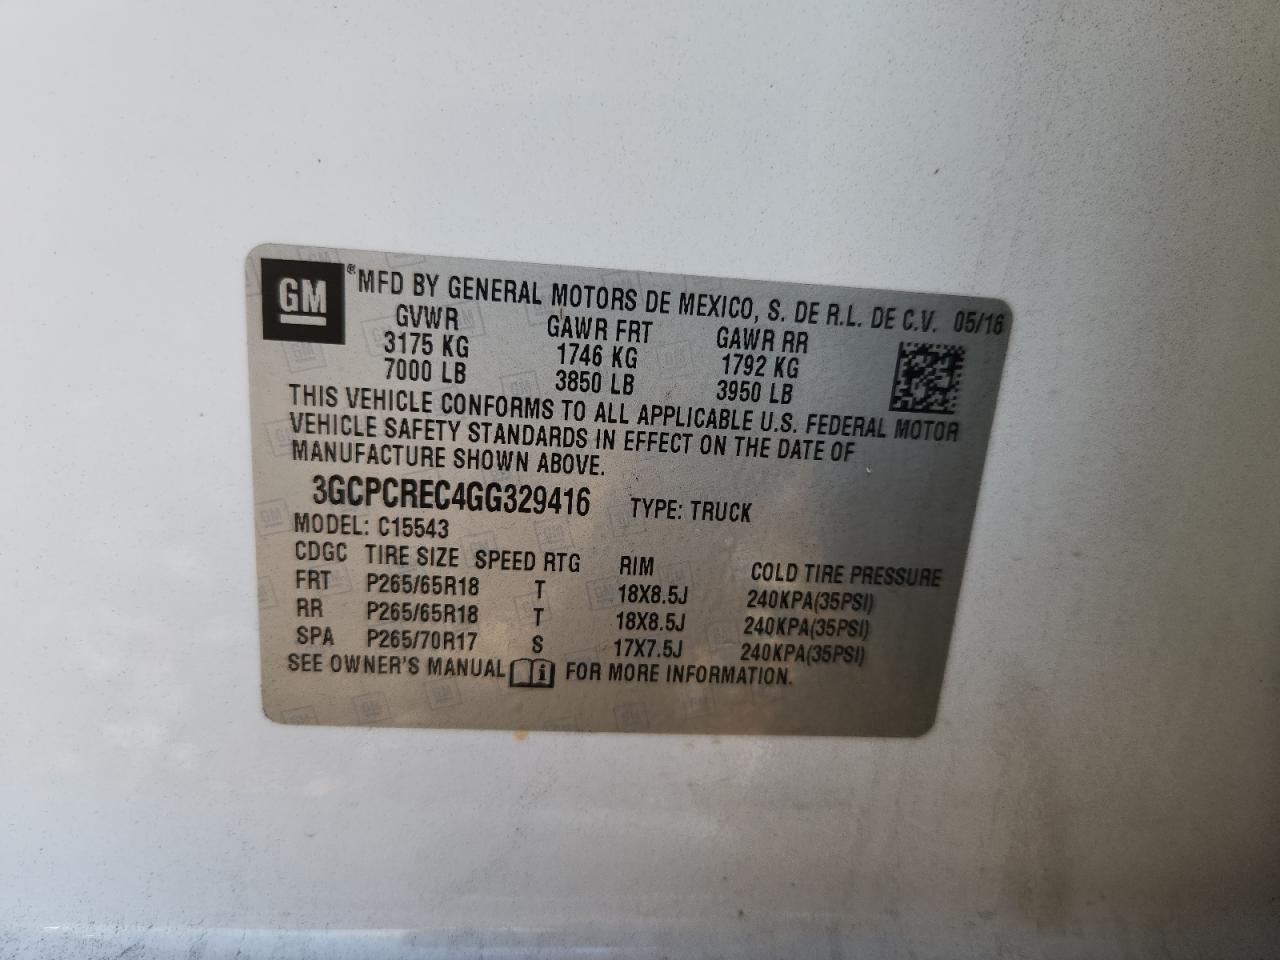 GM ® MFD BY GENERAL MOTORS DE MEXICO, S. DE R.L. DE C.V. 05/16
GVWR GAWR FRT GAWR RR
3175 KG 1746 KG 1792 KG
7000 LB 3850 LB 3950 LB
THIS VEHICLE CONFORMS TO ALL APPLICABLE U.S. FEDERAL MOTOR
VEHICLE SAFETY STANDARDS IN EFFECT ON THE DATE OF
MANUFACTURE SHOWN ABOVE.
3GCPCREC4GG329416 TYPE: TRUCK
MODEL: C15543
CDGC TIRE SIZE SPEED RTG RIM COLD TIRE PRESSURE
FRT P265/65R18 T 18X8.5J 240KPA(35PSI)
RR P265/65R18 T 18X8.5J 240KPA(35PSI)
SPA P265/70R17 S 17X7.5J 240KPA(35PSI)
SEE OWNER'S MANUAL i FOR MORE INFORMATION.